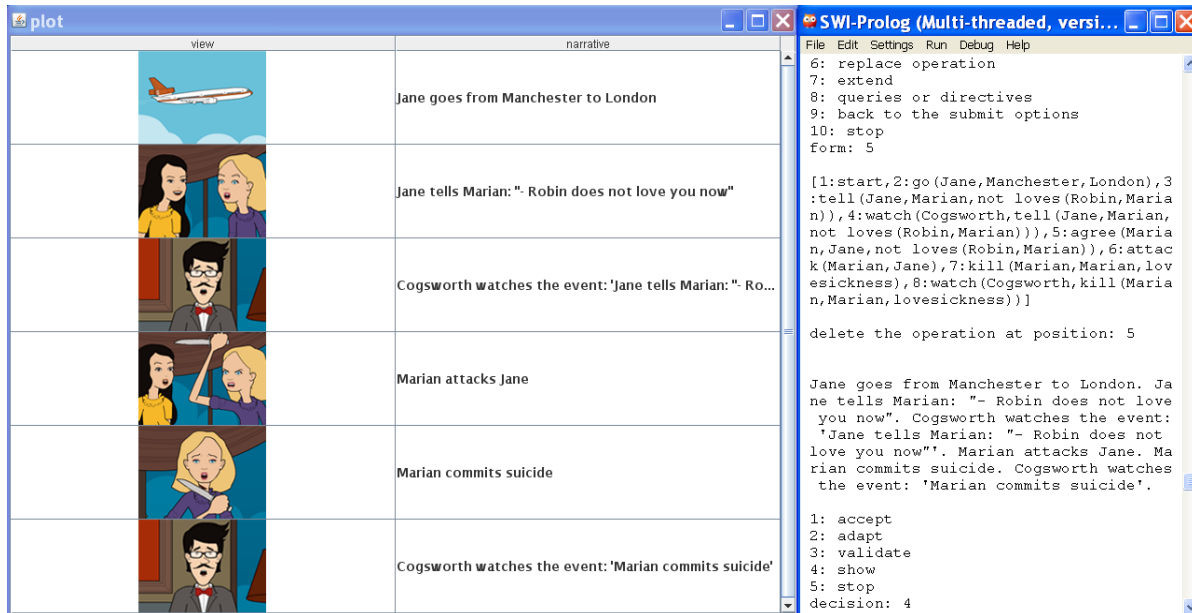 plot
view narrative
Jane goes from Manchester to London
Jane tells Marian: "- Robin does not love you now"
Cogsworth watches the event: 'Jane tells Marian: "- Ro...
Marian attacks Jane
Marian commits suicide
Cogsworth watches the event: 'Marian commits suicide'
SWI-Prolog (Multi-threaded, versi...
File Edit Settings Run Debug Help
6: replace operation
7: extend
8: queries or directives
9: back to the submit options
10: stop
form: 5
[1:start,2:go(Jane,Manchester,London),3
:tell(Jane,Marian,not loves(Robin,Maria
n)),4:watch(Cogsworth,tell(Jane,Marian,
not loves(Robin,Marian))),5:agree(Maria
n,Jane,not loves(Robin,Marian)),6:attac
k(Marian,Jane),7:kill(Marian,Marian,lov
esickness),8:watch(Cogsworth,kill(Maria
n,Marian,lovesickness))]
delete the operation at position: 5
Jane goes from Manchester to London. Ja
ne tells Marian: "- Robin does not love
you now". Cogsworth watches the event:
'Jane tells Marian: "- Robin does not
love you now"'. Marian attacks Jane. Ma
rian commits suicide. Cogsworth watches
the event: 'Marian commits suicide'.
1: accept
2: adapt
3: validate
4: show
5: stop
decision: 4